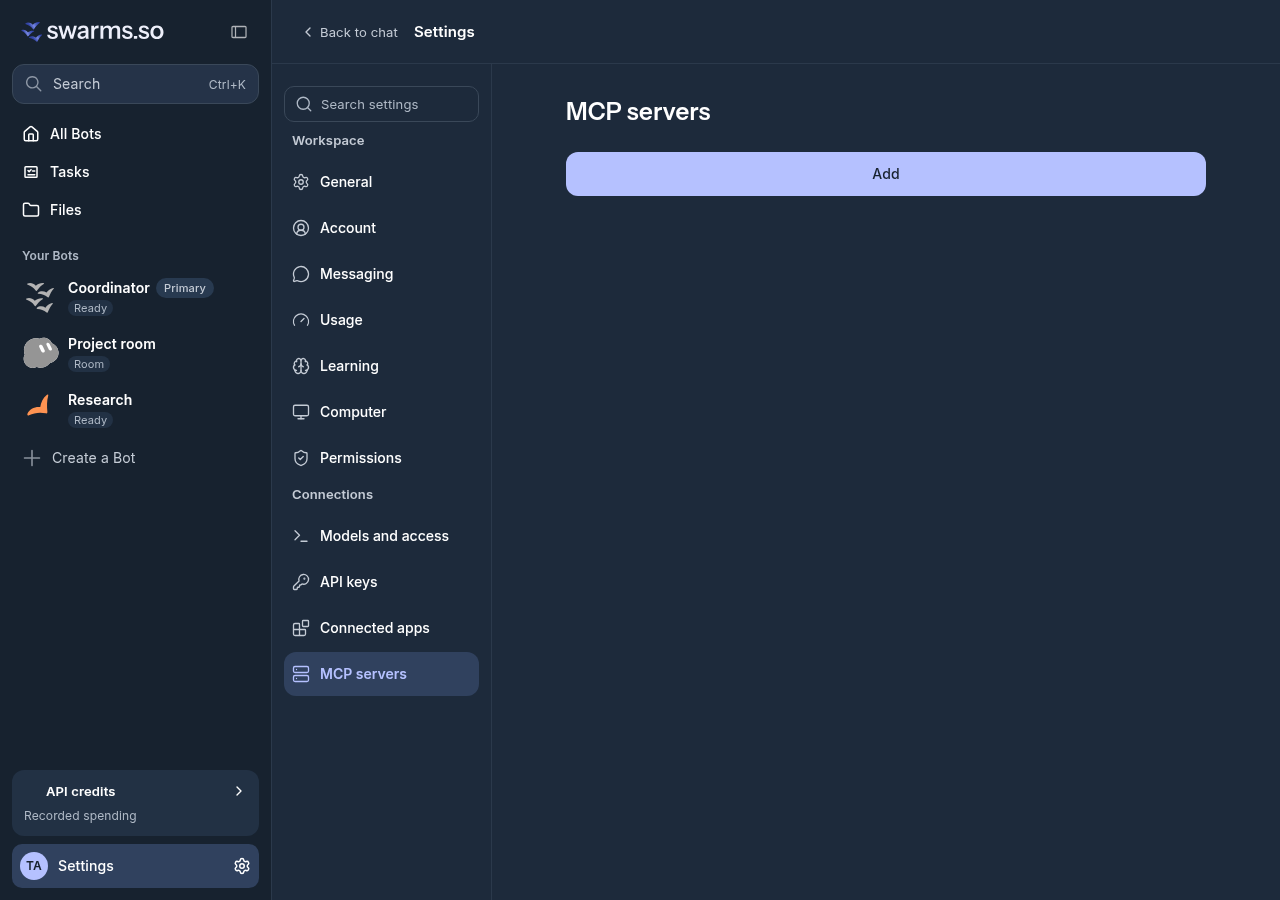 swarms.so
Search
Ctrl+K
All Bots
Tasks
Files
Your Bots
Coordinator
Primary
Ready
Project room
Room
Research
Ready
Create a Bot
API credits
Recorded spending
TA
Settings
Back to chat
Settings
Search settings
Workspace
General
Account
Messaging
Usage
Learning
Computer
Permissions
Connections
Models and access
API keys
Connected apps
MCP servers
MCP servers
Add